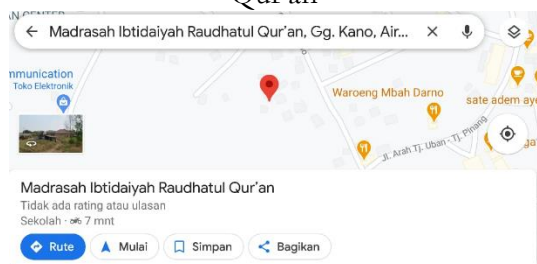 Qur'an
Madrasah Ibtidaiyah Raudhatul Qur'an, Gg. Kano, Air...
Toko Elektronik
Waroeng Mbah Darno
sate adem aye
Jl. Arah Tj. Uban - Tj. Pinang
Madrasah Ibtidaiyah Raudhatul Qur'an
Tidak ada rating atau ulasan
Sekolah · 7 mnt
Rute
Mulai
Simpan
Bagikan